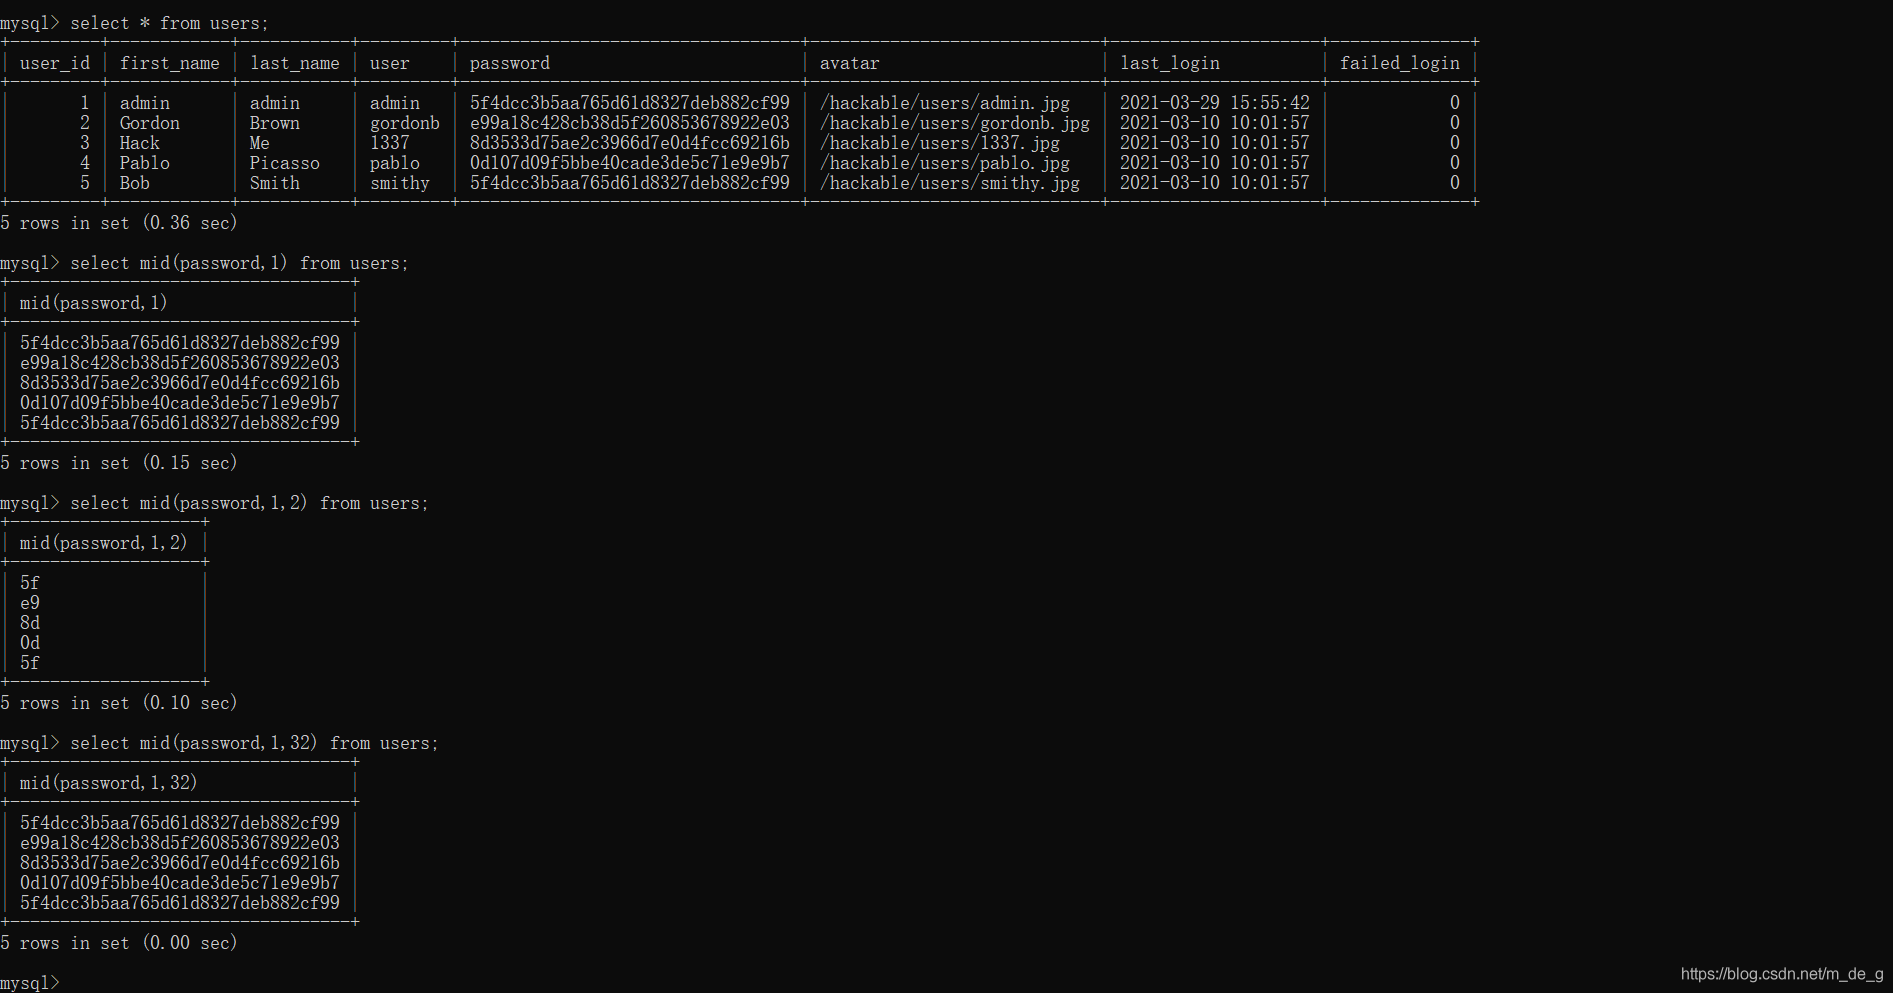 mysql> select * from users;
| user_id | first_name | last_name | user | password | avatar | last_login | failed_login |
| 1 | admin | admin | admin | 5f4dcc3b5aa765d61d8327deb882cf99 | /hackable/users/admin.jpg | 2021-03-29 15:55:42 | 0 |
| 2 | Gordon | Brown | gordonb | e99a18c428cb38d5f260853678922e03 | /hackable/users/gordonb.jpg | 2021-03-10 10:01:57 | 0 |
| 3 | Hack | Me | 1337 | 8d3533d75ae2c3966d7e0d4fcc69216b | /hackable/users/1337.jpg | 2021-03-10 10:01:57 | 0 |
| 4 | Pablo | Picasso | pablo | 0d107d09f5bbe40cade3de5c71e9e9b7 | /hackable/users/pablo.jpg | 2021-03-10 10:01:57 | 0 |
| 5 | Bob | Smith | smithy | 5f4dcc3b5aa765d61d8327deb882cf99 | /hackable/users/smithy.jpg | 2021-03-10 10:01:57 | 0 |
5 rows in set (0.36 sec)
mysql> select mid(password,1) from users;
| mid(password,1) |
| 5f4dcc3b5aa765d61d8327deb882cf99 |
| e99a18c428cb38d5f260853678922e03 |
| 8d3533d75ae2c3966d7e0d4fcc69216b |
| 0d107d09f5bbe40cade3de5c71e9e9b7 |
| 5f4dcc3b5aa765d61d8327deb882cf99 |
5 rows in set (0.15 sec)
mysql> select mid(password,1,2) from users;
| mid(password,1,2) |
| 5f |
| e9 |
| 8d |
| 0d |
| 5f |
5 rows in set (0.10 sec)
mysql> select mid(password,1,32) from users;
| mid(password,1,32) |
| 5f4dcc3b5aa765d61d8327deb882cf99 |
| e99a18c428cb38d5f260853678922e03 |
| 8d3533d75ae2c3966d7e0d4fcc69216b |
| 0d107d09f5bbe40cade3de5c71e9e9b7 |
| 5f4dcc3b5aa765d61d8327deb882cf99 |
5 rows in set (0.00 sec)
mysql>
https://blog.csdn.net/m_de_g